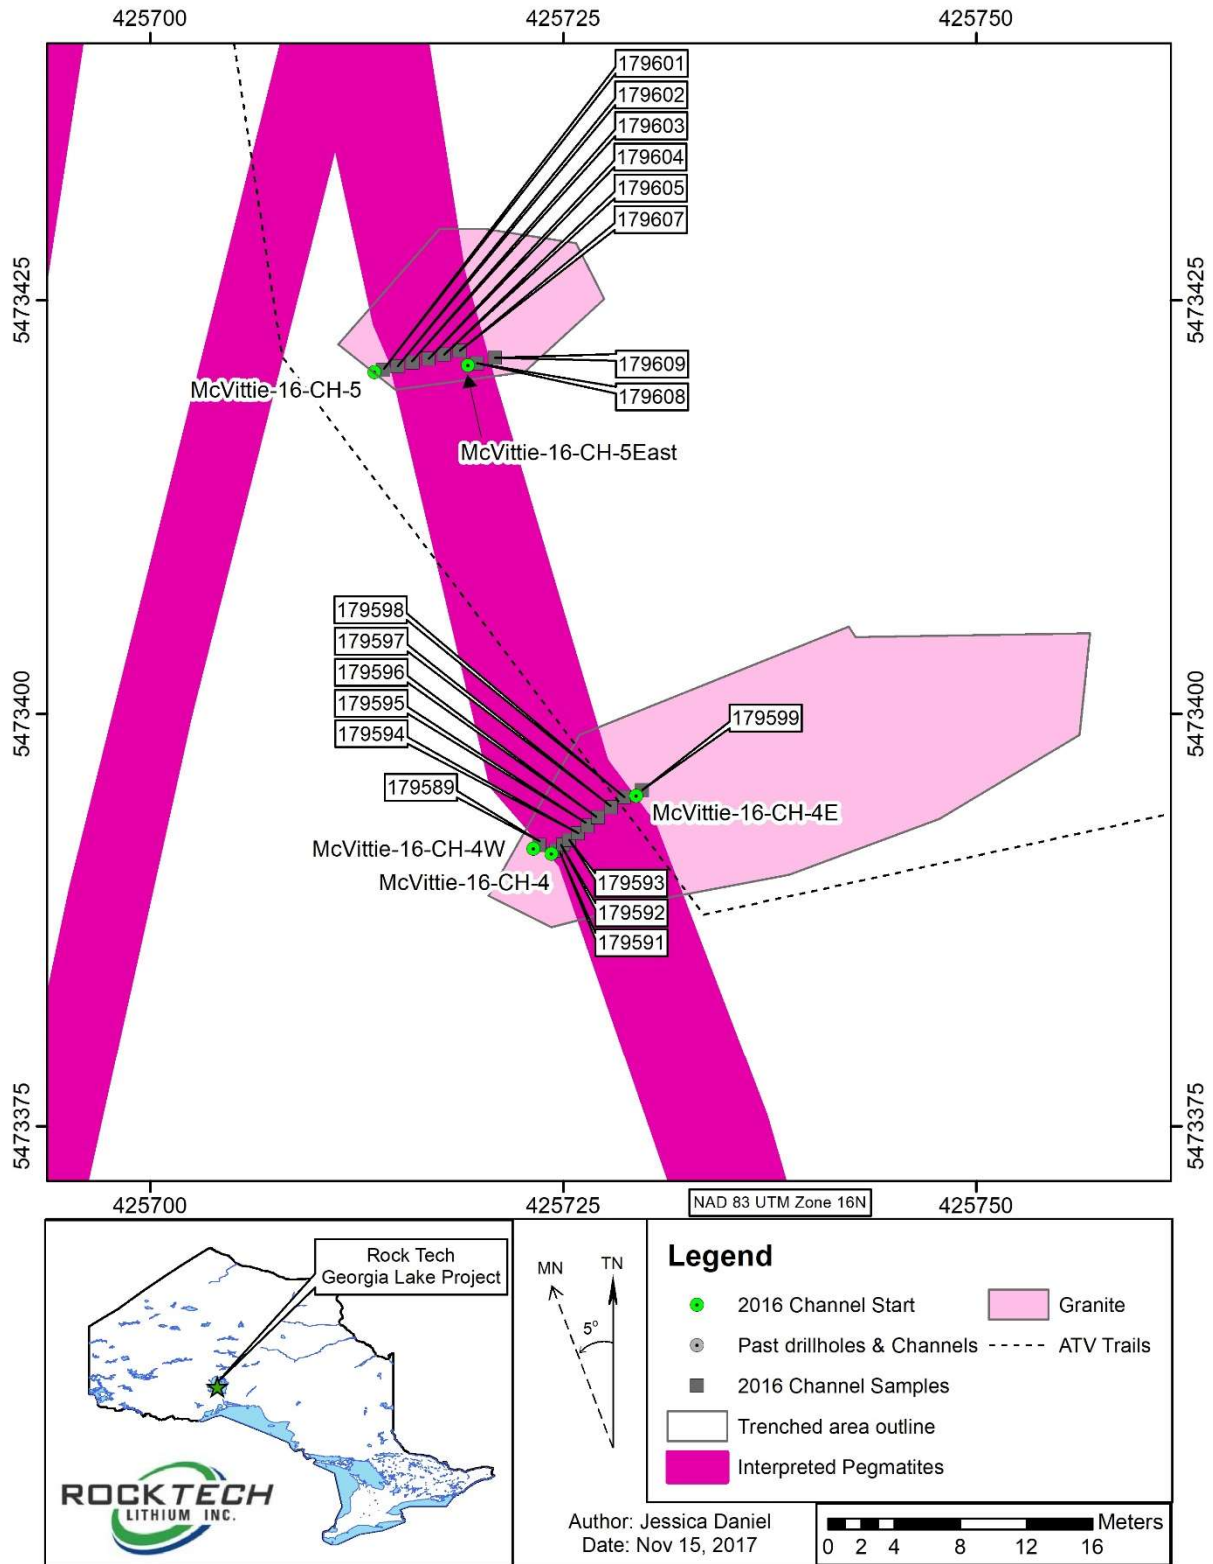 425700
425725
425750
179601
179602
179603
179604
179605
179607
5473425
5473425
179609
McVittie-16-CH-5
179608
McVittie-16-CH-5East
179598
179597
179596
179595
179594
5473400
5473400
179599
179589
McVittie-16-CH-4E
McVittie-16-CH-4W
McVittie-16-CH-4
179593
179592
179591
5473375
5473375
425700
425725
NAD 83 UTM Zone 16N
425750
Rock Tech
Georgia Lake Project
ROCKTECH
LITHIUM INC.
MN
TN
5°
Legend
2016 Channel Start
Granite
Past drillholes & Channels
ATV Trails
2016 Channel Samples
Trenched area outline
Interpreted Pegmatites
Author: Jessica Daniel
Date: Nov 15, 2017
Meters
0 2 4 8 12 16